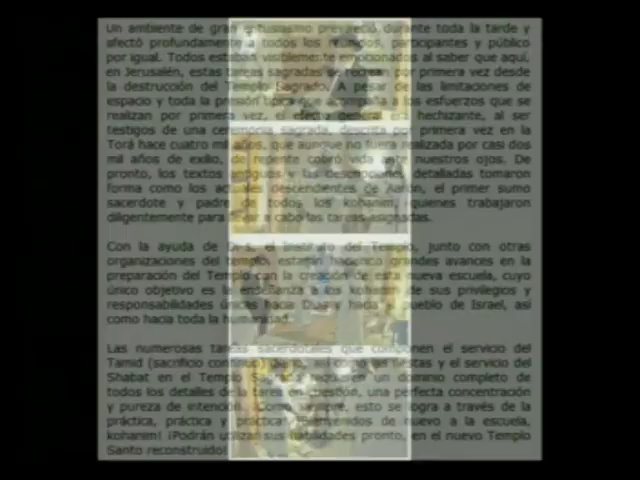 Un ambiente de gran entusiasmo prevaleció durante toda la tarde y
afectó profundamente a todos los reunidos, participantes y público
por igual. Todos estaban visiblemente emocionados al saber que aquí,
en Jerusalén, estas tareas sagradas se recrean por primera vez desde
la destrucción del Templo Sagrado. A pesar de las limitaciones de
espacio y toda la presión típica que acompaña a los esfuerzos que se
realizan por primera vez, el efecto general era hechizante, al ser
testigos de una ceremonia sagrada, descrita por primera vez en la
Torá hace cuatro mil años, que aunque no fuera realizada por casi dos
mil años de exilio, de repente cobró vida ante nuestros ojos. De
pronto, los textos antiguos y las descripciones detalladas tomaron
forma como los actuales descendientes de Aarón, el primer sumo
sacerdote y padre de todos los kohanim, quienes trabajaron
diligentemente para llevar a cabo las tareas asignadas.
Con la ayuda de D-s, el Instituto del Templo, junto con otras
organizaciones del templo, están haciendo grandes avances en la
preparación del Templo con la creación de esta nueva escuela, cuyo
único objetivo es la enseñanza a los kohanim de sus privilegios y
responsabilidades únicas hacia D-s y hacia el pueblo de Israel, así
como hacia toda la humanidad.
Las numerosas tareas sacerdotales que componen el servicio del
Tamid (sacrificio continuo) diario, así como las fiestas y el servicio del
Shabat en el Templo Sagrado, requieren un dominio completo de
todos los detalles de la tarea en cuestión, una perfecta concentración
y pureza de intención. Como siempre, esto se logra a través de la
práctica, práctica y práctica. ¡Bienvenidos de nuevo a la escuela,
kohanim! ¡Podrán utilizar sus habilidades pronto, en el nuevo Templo
Santo reconstruido!